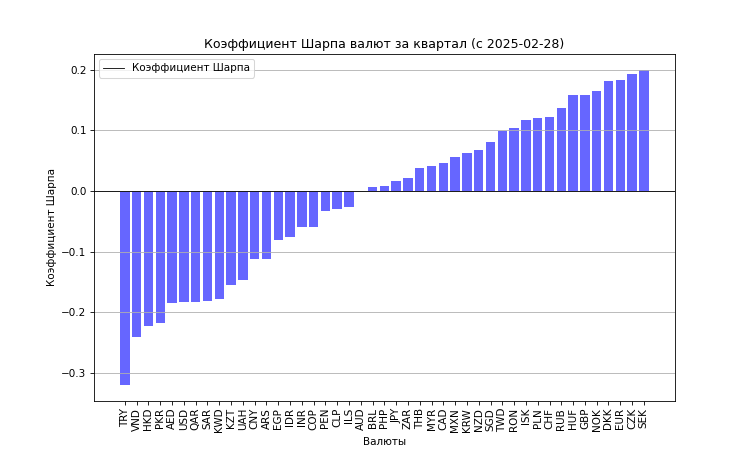 Коэффициент Шарпа валют за квартал (с 2025-02-28)
Коэффициент Шарпа
0.2
0.1
0.0
−0.1
−0.2
−0.3
Коэффициент Шарпа
TRY
VND
HKD
PKR
AED
USD
QAR
SAR
KWD
KZT
UAH
CNY
ARS
EGP
IDR
INR
COP
PEN
CLP
ILS
AUD
BRL
PHP
JPY
ZAR
THB
MYR
CAD
MXN
KRW
NZD
SGD
TWD
RON
ISK
PLN
CHF
RUB
HUF
GBP
NOK
DKK
EUR
CZK
SEK
Валюты